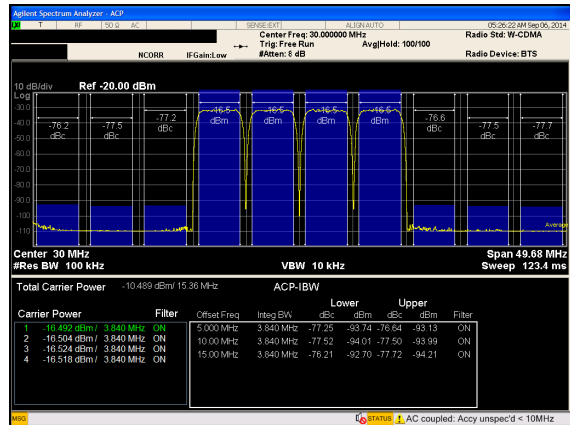 Agilent Spectrum Analyzer - ACP
T RF 50 Ω AC SENSE:EXT ALIGN AUTO 05:26:22 AM Sep 06, 2014
Center Freq: 30.000000 MHz Radio Std: W-CDMA
Trig: Free Run Avg|Hold: 100/100
NCORR IFGain:Low #Atten: 8 dB Radio Device: BTS
10 dB/div Ref -20.00 dBm
Log
-30.0
-40.0
-50.0
-60.0
-70.0
-80.0
-90.0
-100
-110
-76.2 dBc -77.5 dBc -77.2 dBc -16.5 dBm -16.5 dBm -16.5 dBm -16.5 dBm -76.6 dBc -77.5 dBc -77.7 dBc
Average
Center 30 MHz Span 49.68 MHz
#Res BW 100 kHz VBW 10 kHz Sweep 123.4 ms
Total Carrier Power -10.489 dBm/ 15.36 MHz ACP-IBW
Lower Upper
Carrier Power Filter Offset Freq Integ BW dBc dBm dBc dBm Filter
1 -16.492 dBm / 3.840 MHz ON 5.000 MHz 3.840 MHz -77.25 -93.74 -76.64 -93.13 ON
2 -16.504 dBm / 3.840 MHz ON 10.00 MHz 3.840 MHz -77.52 -94.01 -77.50 -93.99 ON
3 -16.524 dBm / 3.840 MHz ON 15.00 MHz 3.840 MHz -76.21 -92.70 -77.72 -94.21 ON
4 -16.518 dBm / 3.840 MHz ON
MSG STATUS AC coupled: Accy unspec'd < 10MHz